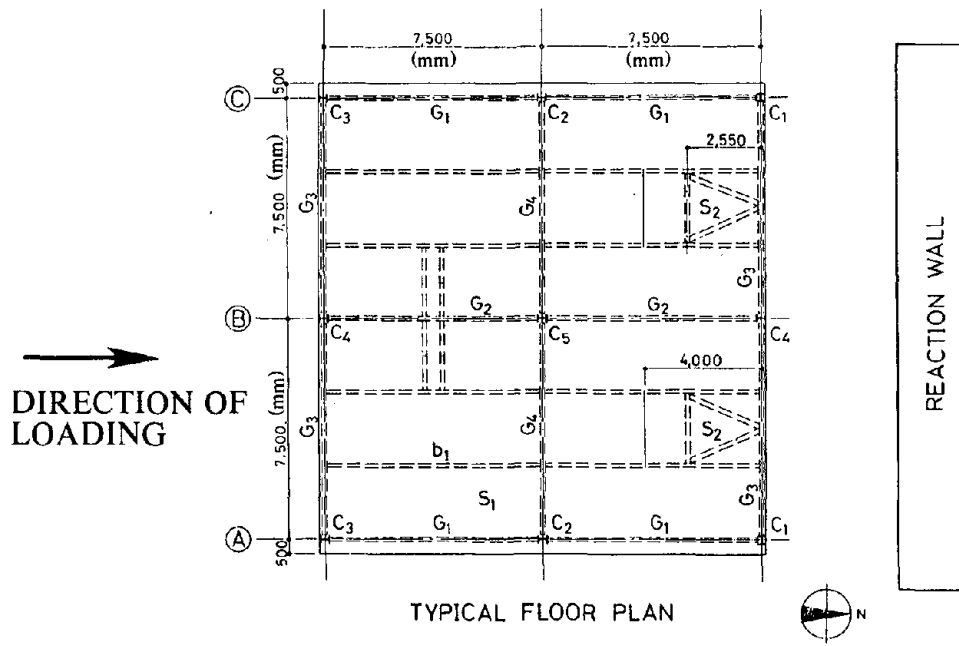 7,500
(mm)
7,500
(mm)
500
C
C3
G1
C2
G1
C1
2,550
7,500 (mm)
G3
G4
S2
G3
B
G2
G2
C4
C5
C4
DIRECTION OF
LOADING
7,500 (mm)
4,000
G3
G4
S2
b1
G3
S1
A
C3
G1
C2
G1
C1
500
TYPICAL FLOOR PLAN
N
REACTION WALL